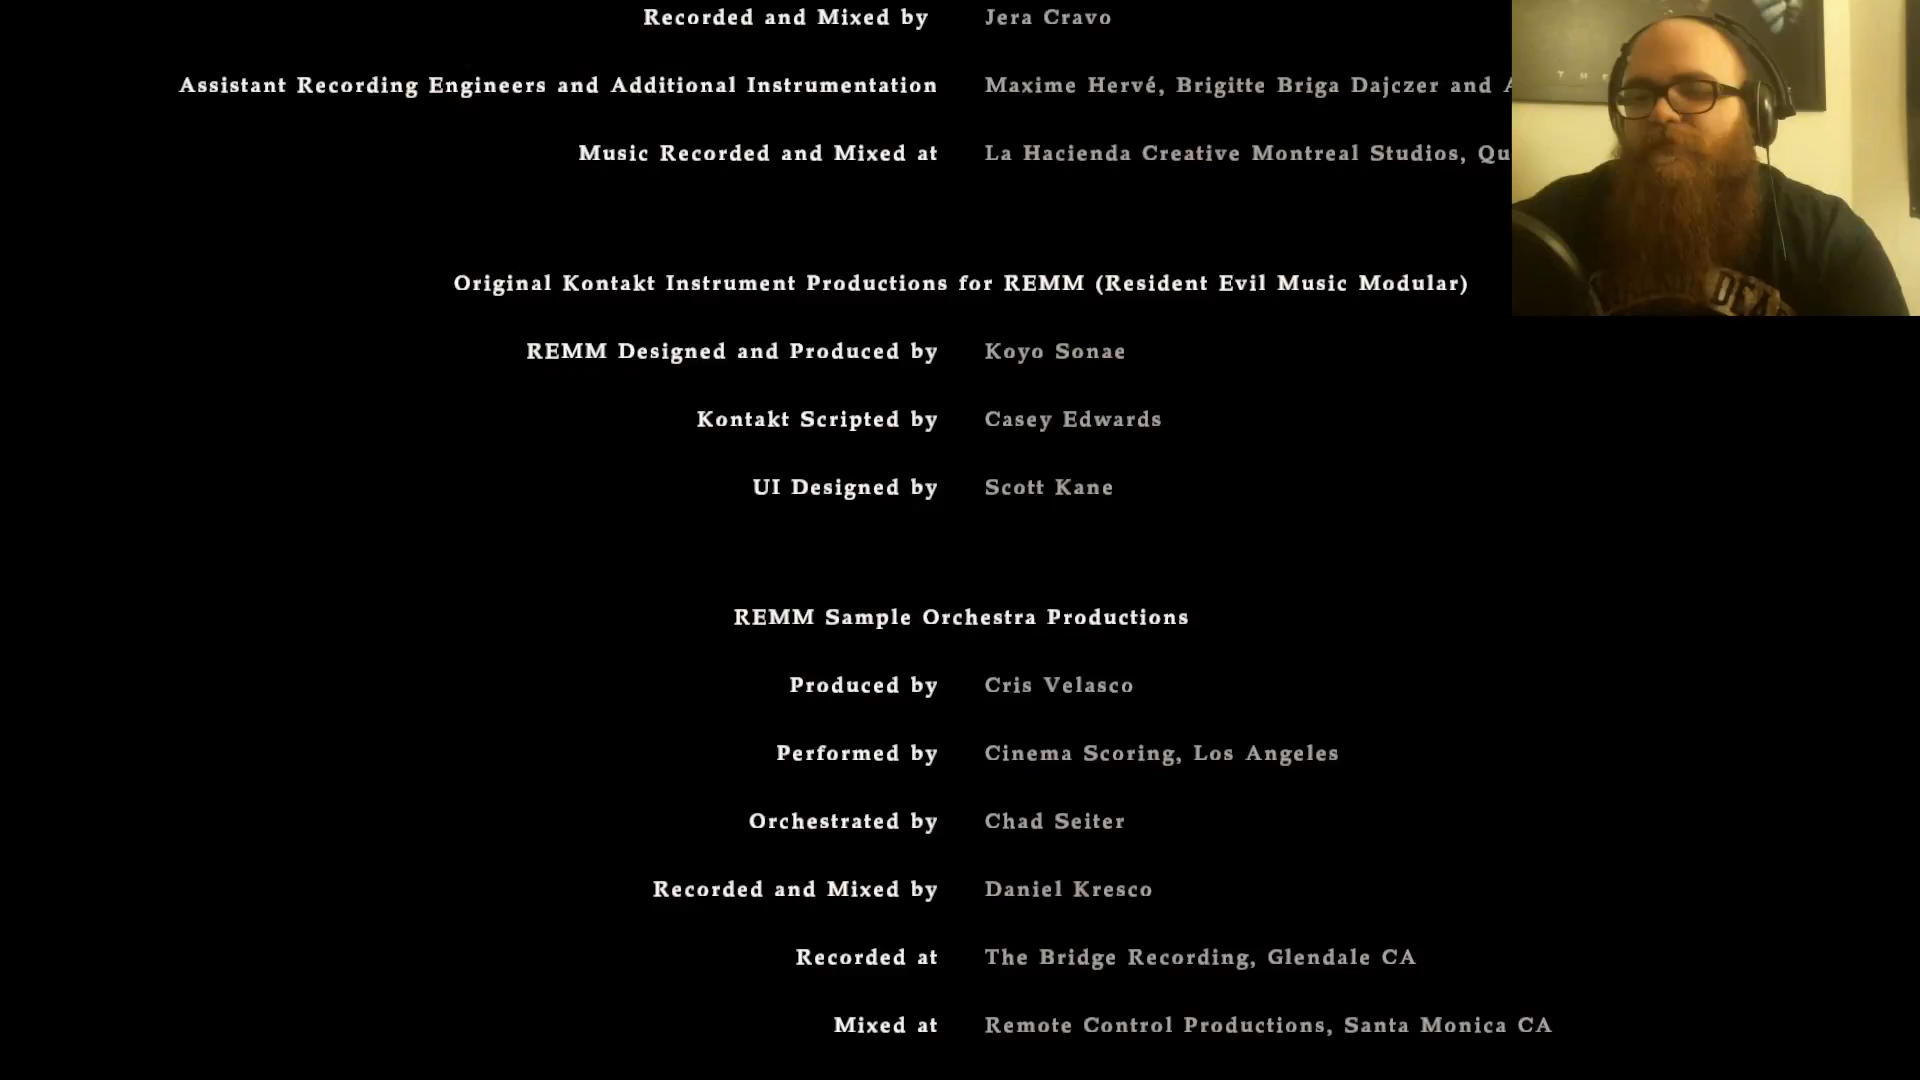 Recorded and Mixed by Jera Cravo
Assistant Recording Engineers and Additional Instrumentation Maxime Hervé, Brigitte Briga Dajczer and
Music Recorded and Mixed at La Hacienda Creative Montreal Studios,
Original Kontakt Instrument Productions for REMM (Resident Evil Music Modular)
REMM Designed and Produced by Koyo Sonae
Kontakt Scripted by Casey Edwards
UI Designed by Scott Kane
REMM Sample Orchestra Productions
Produced by Cris Velasco
Performed by Cinema Scoring, Los Angeles
Orchestrated by Chad Seiter
Recorded and Mixed by Daniel Kresco
Recorded at The Bridge Recording, Glendale CA
Mixed at Remote Control Productions, Santa Monica CA